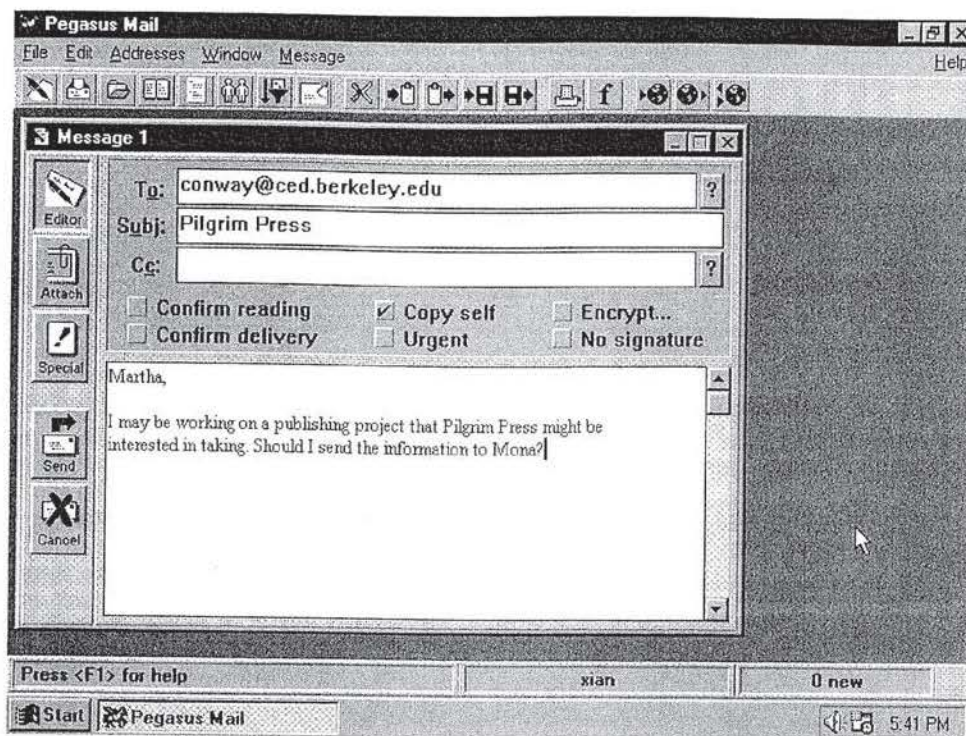 Pegasus Mail
File Edit Addresses Window Message Help
Message 1
To: conway@ced.berkeley.edu ?
Editor
Subj: Pilgrim Press
Cc: ?
Attach
Confirm reading Copy self Encrypt...
Confirm delivery Urgent No signature
Special
Martha,
I may be working on a publishing project that Pilgrim Press might be
interested in taking. Should I send the information to Mona?
Send
Cancel
Press <F1> for help xian 0 new
Start Pegasus Mail 5:41 PM